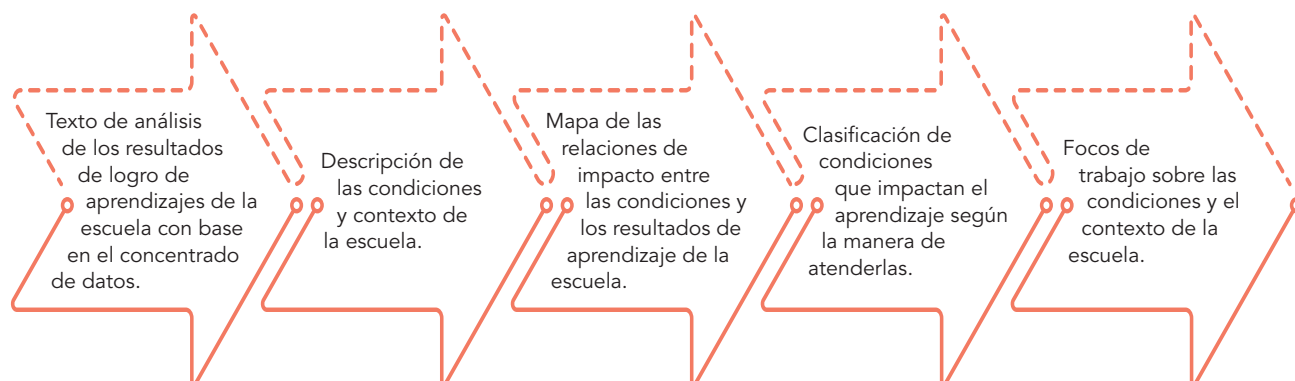 Texto de análisis
de los resultados
de logro de
aprendizajes de la
escuela con base
en el concentrado
de datos.
Descripción de
las condiciones
y contexto de
la escuela.
Mapa de las
relaciones de
impacto entre
las condiciones y
los resultados de
aprendizaje de la
escuela.
Clasificación de
condiciones
que impactan el
aprendizaje según
la manera de
atenderlas.
Focos de
trabajo sobre las
condiciones y el
contexto de la
escuela.